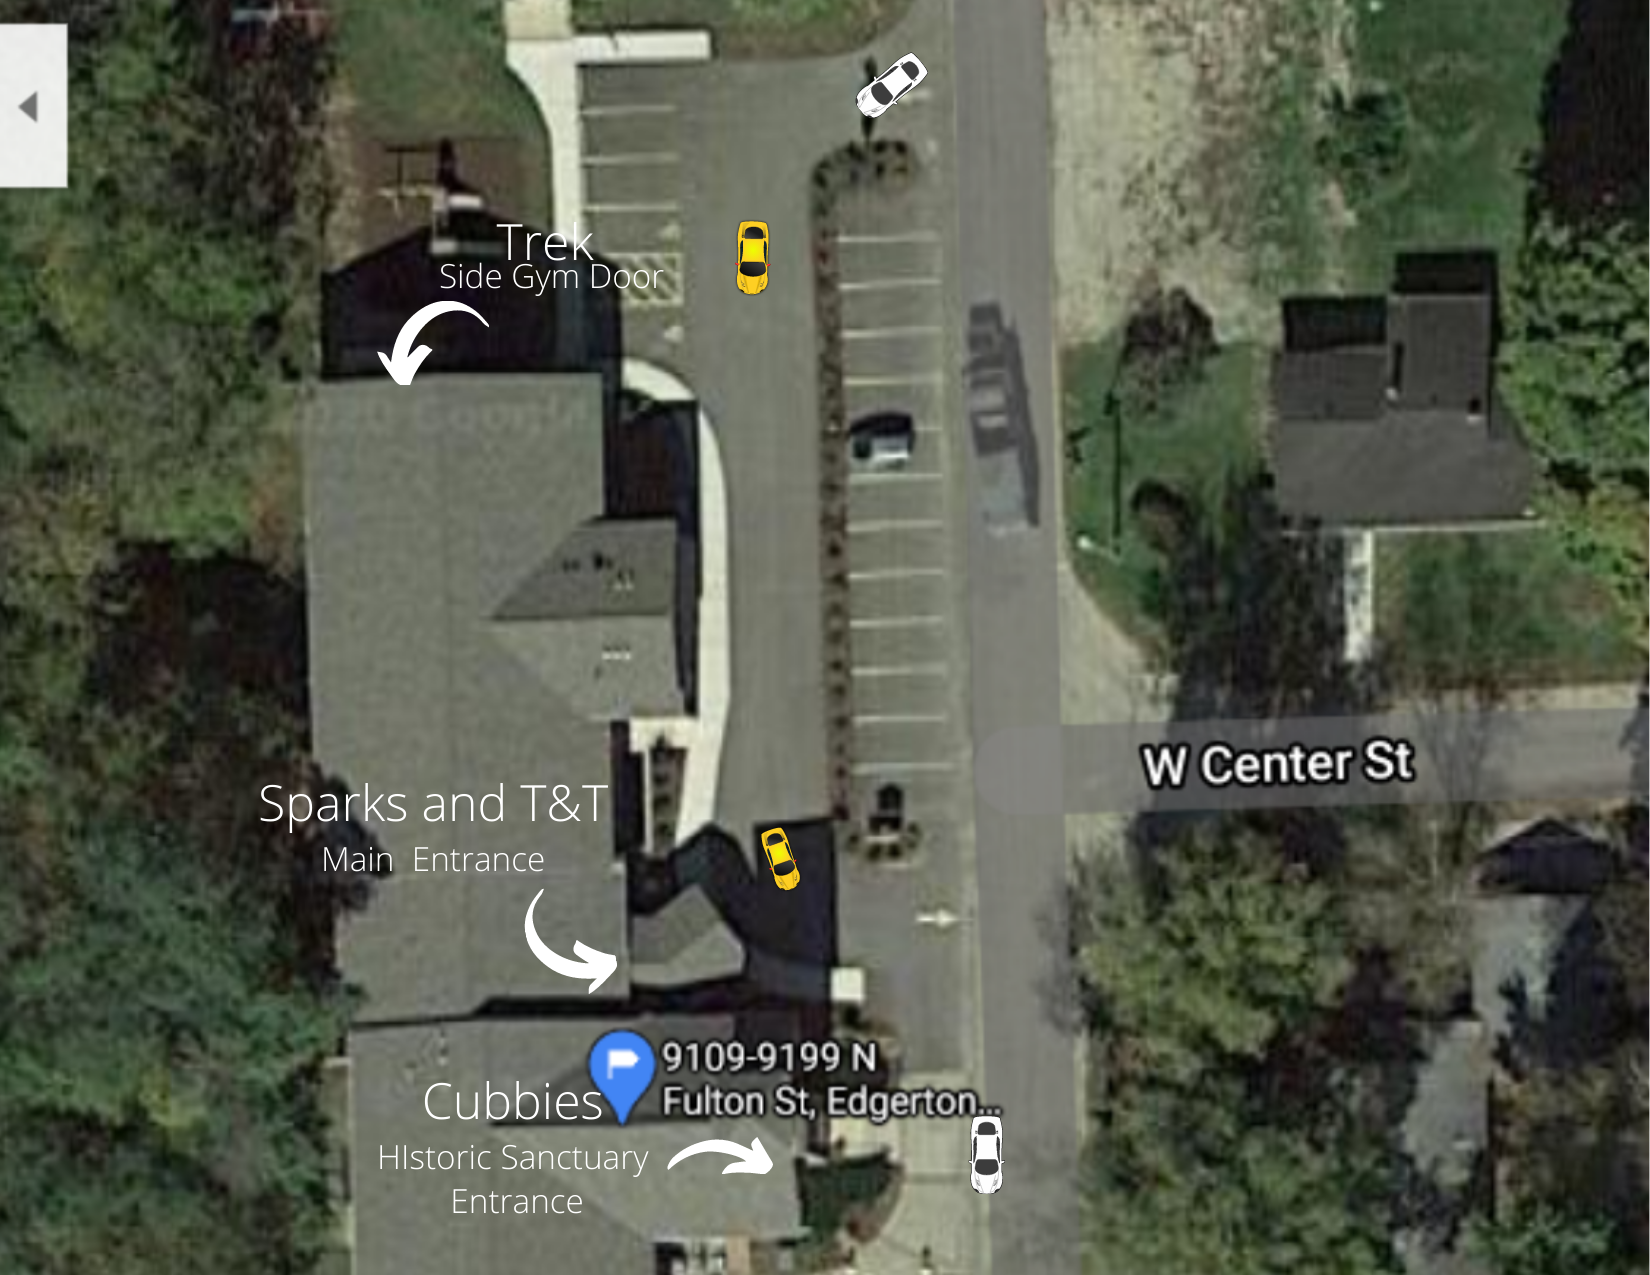 Trek
Side Gym Door
W Center St
Sparks and T&T
Main Entrance
9109-9199 N
Fulton St, Edgerton...
Cubbies
HIstoric Sanctuary
Entrance